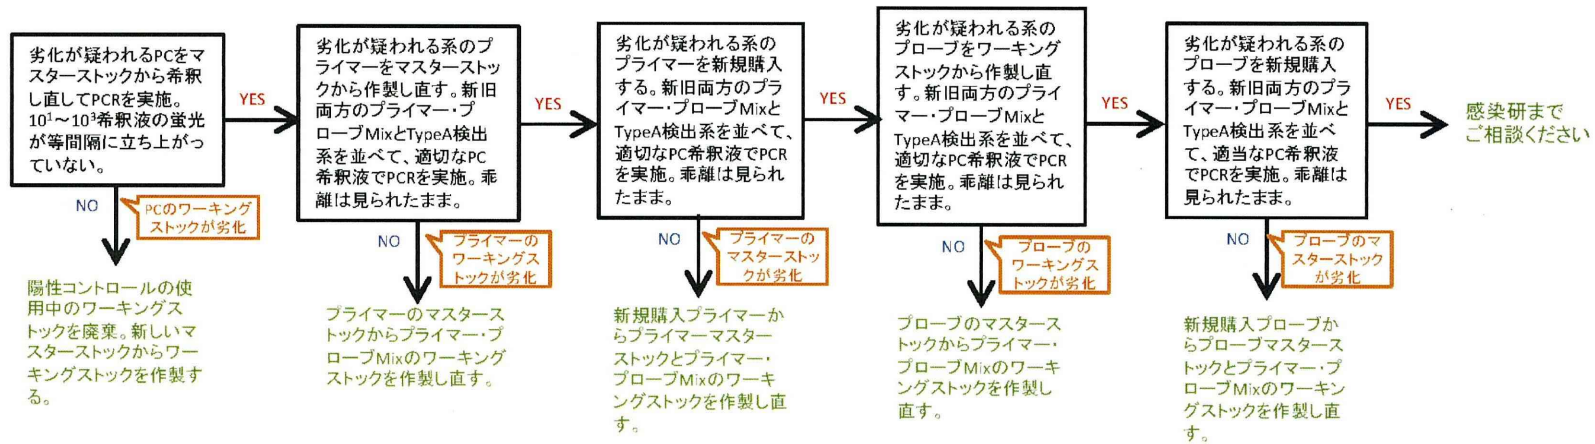 劣化が疑われるPCをマ
スターストックから希釈
し直してPCRを実施。
10¹～10³希釈液の蛍光
が等間隔に立ち上がっ
ていない。
YES
NO
PCのワーキング
ストックが劣化
陽性コントロールの使
用中のワーキングス
トックを廃棄。新しいマ
スターストックからワー
キングストックを作製す
る。
劣化が疑われる系のプ
ライマーをマスタースト
ックから作製し直す。新旧
両方のプライマー・プ
ローブMixとTypeA検出
系を並べて、適切なPC
希釈液でPCRを実施。乖
離は見られたまま。
YES
NO
プライマーの
ワーキングス
トックが劣化
プライマーのマスタース
トックからプライマー・プ
ローブMixのワーキング
ストックを作製し直す。
劣化が疑われる系の
プライマーを新規購入
する。新旧両方のプラ
イマー・プローブMixと
TypeA検出系を並べて、
適切なPC希釈液でPCR
を実施。乖離は見られ
たまま。
YES
NO
プライマーの
マスターストッ
クが劣化
新規購入プライマーか
らプライマーマスター
ストックとプライマー・
プローブMixのワーキ
ングストックを作製し直
す。
劣化が疑われる系の
プローブをワーキング
ストックから作製し直
す。新旧両方のプライ
マー・プローブMixと
TypeA検出系を並べて、
適切なPC希釈液でPCR
を実施。乖離は見られ
たまま。
YES
NO
プローブの
ワーキングス
トックが劣化
プローブのマスタース
トックからプライマー・
プローブMixのワーキ
ングストックを作製し
直す。
劣化が疑われる系の
プローブを新規購入
する。新旧両方のプラ
イマー・プローブMixと
TypeA検出系を並べ
て、適当なPC希釈液
でPCRを実施。乖離は
見られたまま。
YES
NO
プローブのマ
スターストック
が劣化
新規購入プローブか
らプローブマスタース
トックとプライマー・プ
ローブMixのワーキン
グストックを作製し直
す。
感染研まで
ご相談ください